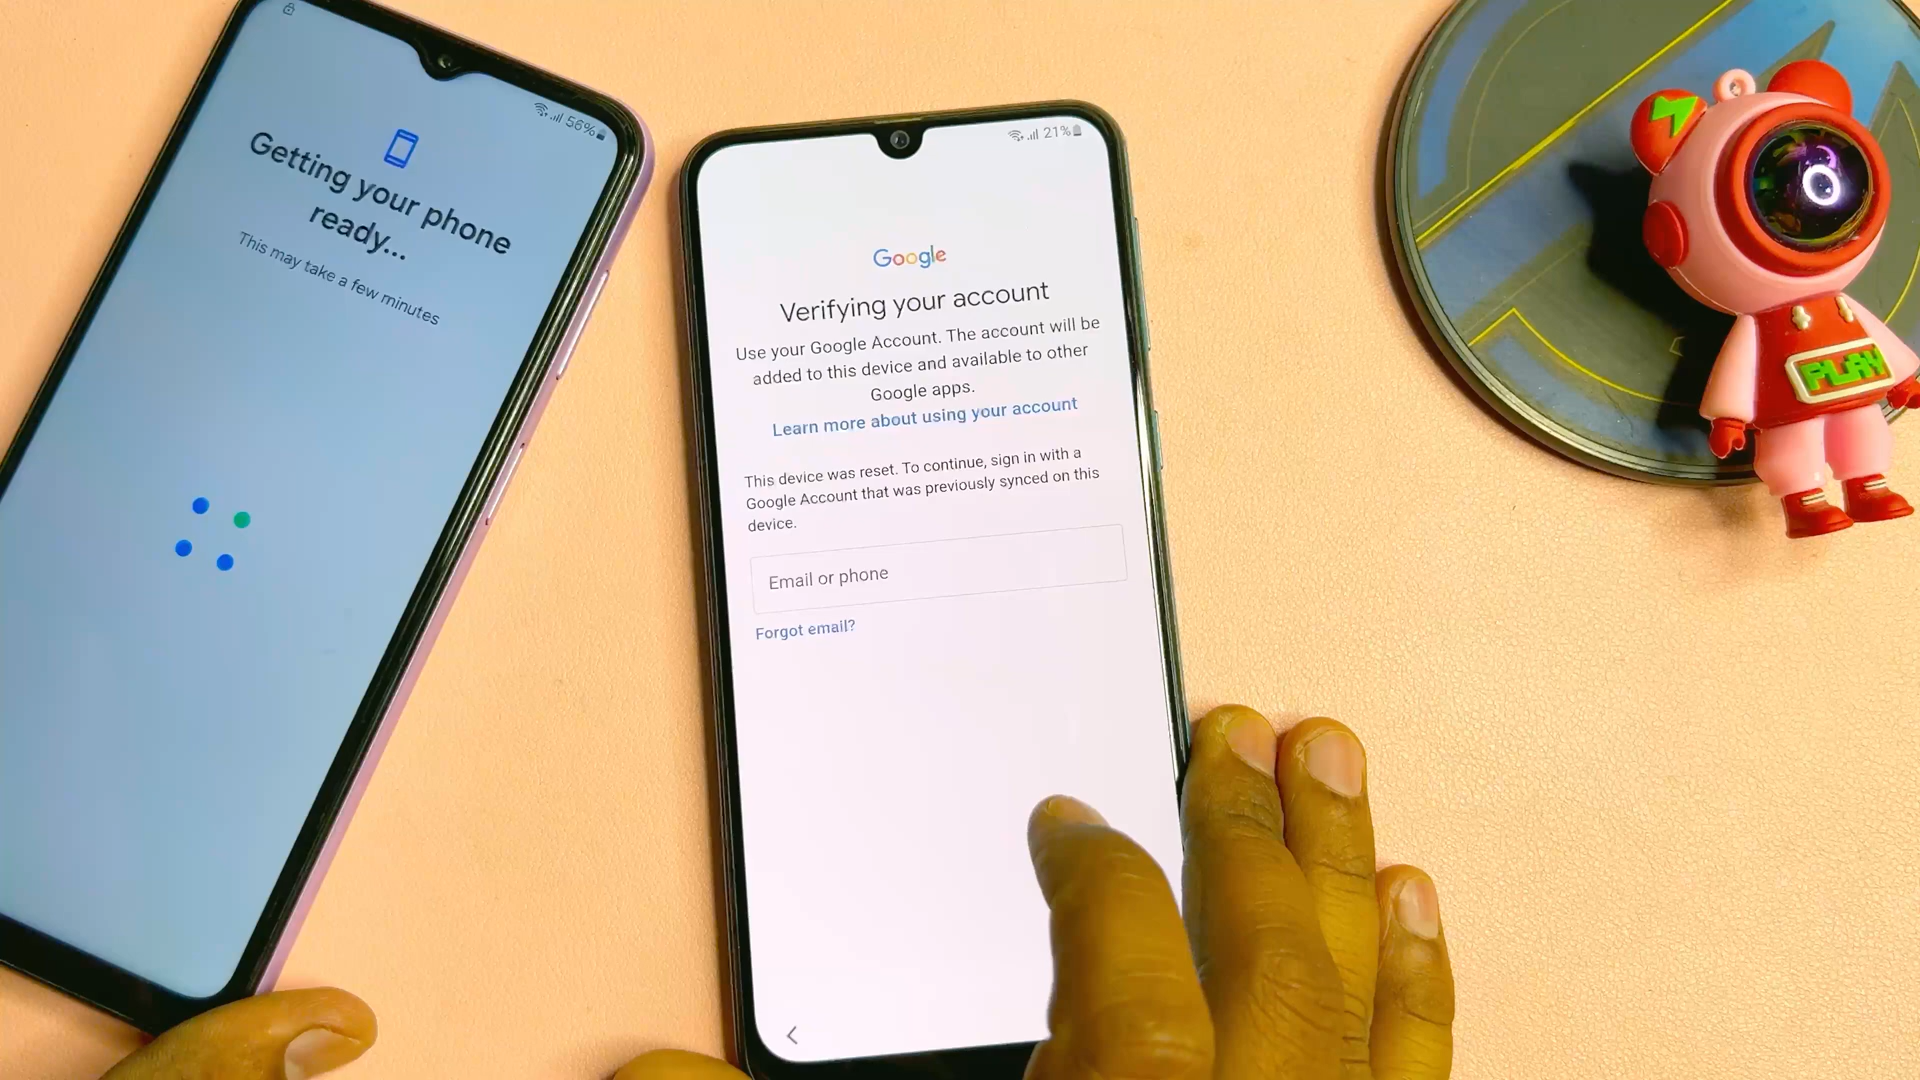 56%
Getting your phone
ready...
This may take a few minutes
21%
Google
Verifying your account
Use your Google Account. The account will be
added to this device and available to other
Google apps.
Learn more about using your account
This device was reset. To continue, sign in with a
Google Account that was previously synced on this
device.
Email or phone
Forgot email?
PLAY